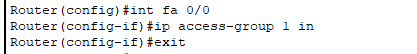 Router(config)#int fa 0/0
Router(config-if)#ip access-group 1 in
Router(config-if)#exit